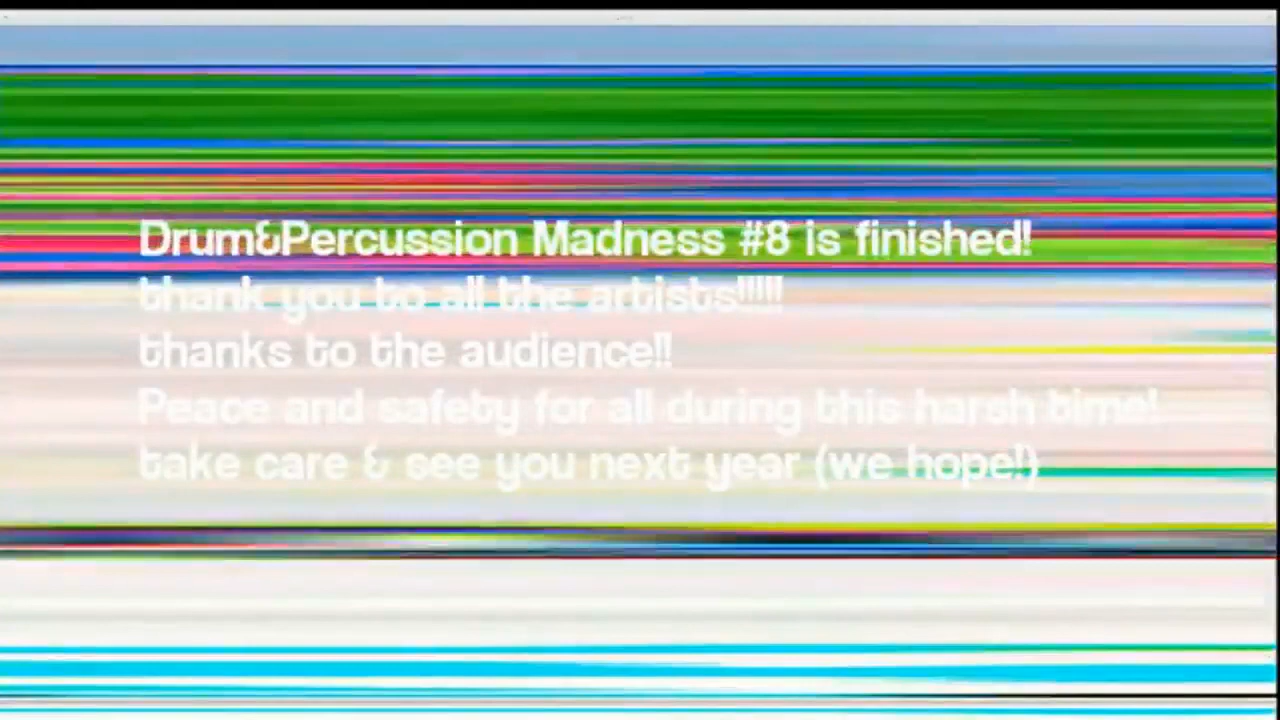 Drum&Percussion Madness #8 is finished!
thank you to all the artists!!!!!
thanks to the audience!!
Peace and safety for all during this harsh time!
take care & see you next year (we hope!)